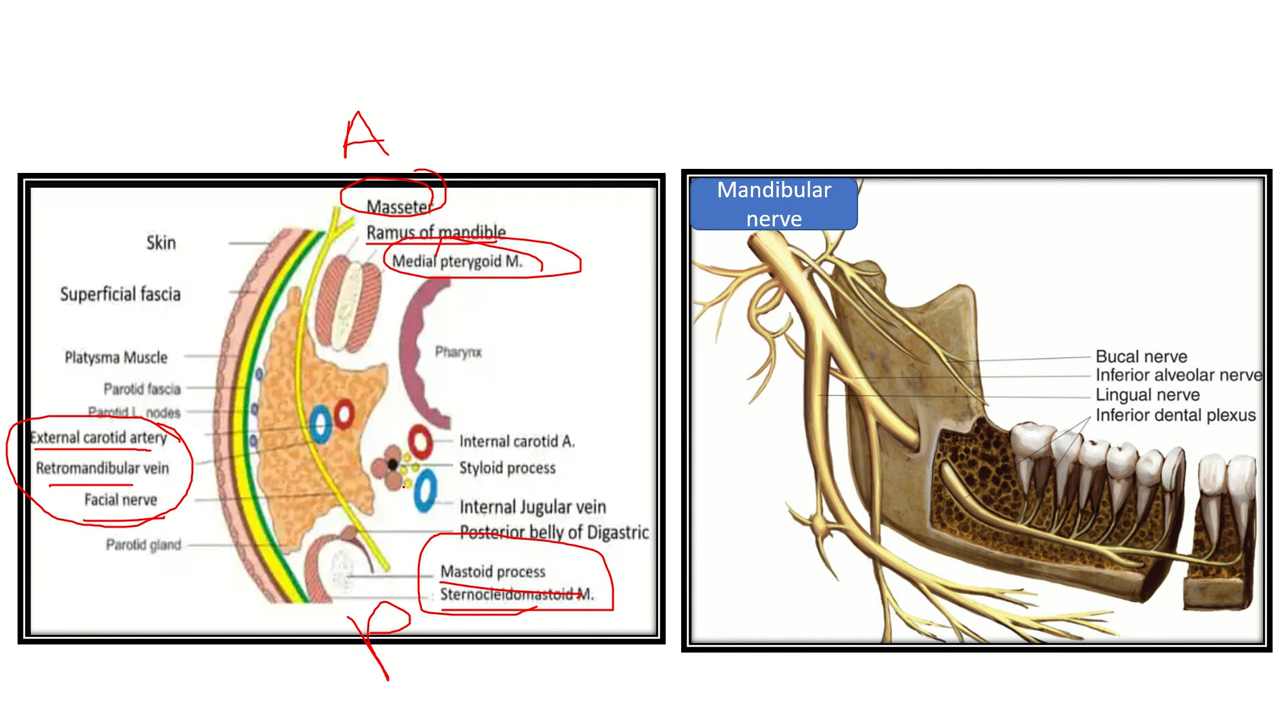 A
Masseter
Ramus of mandible
Medial pterygoid M.
Skin
Superficial fascia
Platysma Muscle
Parotid fascia
Parotid L. nodes
External carotid artery
Retromandibular vein
Facial nerve
Parotid gland
Pharynx
Internal carotid A.
Styloid process
Internal Jugular vein
Posterior belly of Digastric
Mastoid process
Sternocleidomastoid M.
P
Mandibular
nerve
Bucal nerve
Inferior alveolar nerve
Lingual nerve
Inferior dental plexus